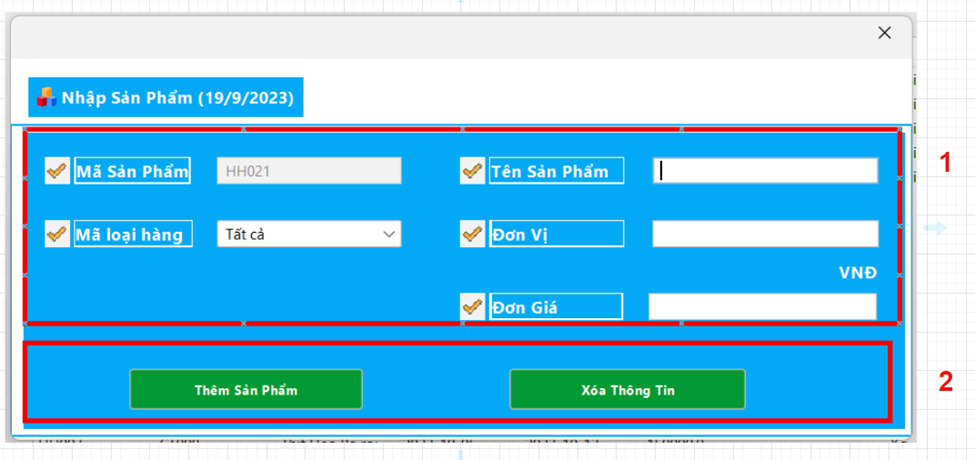 Nhập Sản Phẩm (19/9/2023)
Mã Sản Phẩm HH021 Tên Sản Phẩm
1
Mã loại hàng Tất cả Đơn Vị
VNĐ
Đơn Giá
2
Thêm Sản Phẩm Xóa Thông Tin